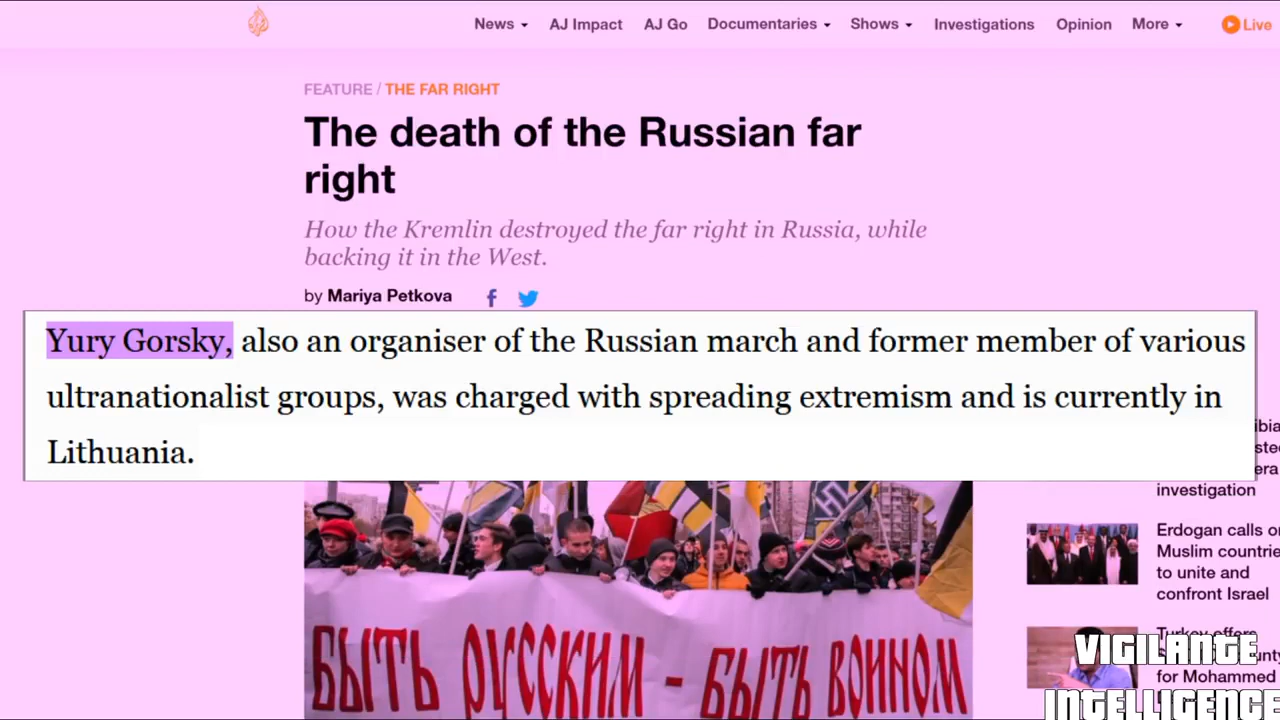 News
AJ Impact
AJ Go
Documentaries
Shows
Investigations
Opinion
More
Live
FEATURE / THE FAR RIGHT
The death of the Russian far
right
How the Kremlin destroyed the far right in Russia, while
backing it in the West.
by Mariya Petkova
Yury Gorsky, also an organiser of the Russian march and former member of various
ultranationalist groups, was charged with spreading extremism and is currently in
Lithuania.
investigation
Erdogan calls on
Muslim countries
to unite and
confront Israel
Turkey offers
for Mohammed
БЫТЬ РУССКИМ - БЫТЬ ВОИНОМ
VIGILANTE
INTELLIGENCE